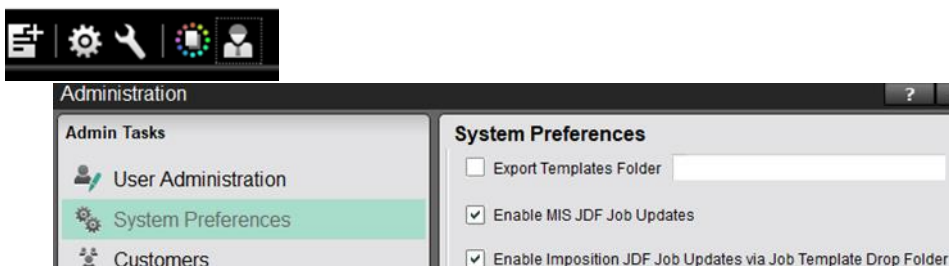 Administration
?
Admin Tasks
System Preferences
Export Templates Folder
User Administration
System Preferences
Enable MIS JDF Job Updates
Customers
Enable Imposition JDF Job Updates via Job Template Drop Folder